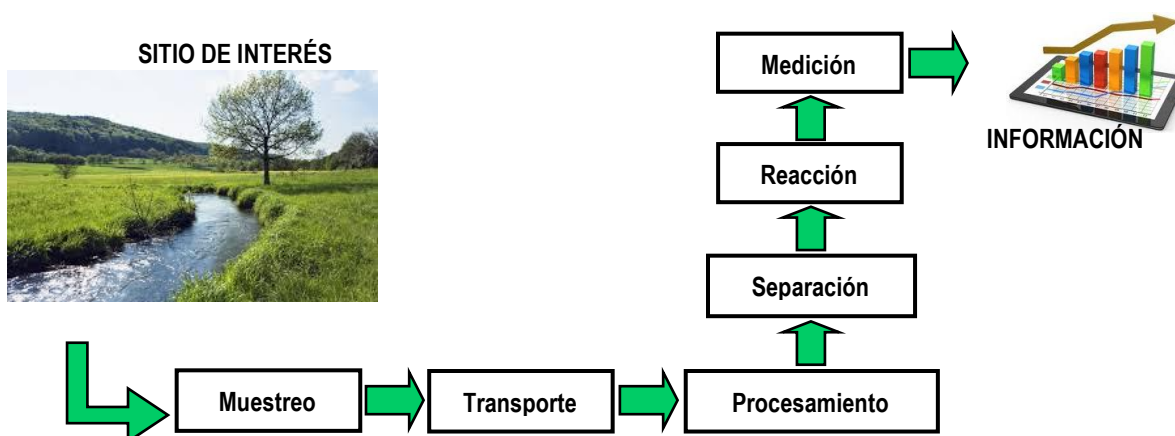 SITIO DE INTERÉS
Muestreo
Transporte
Procesamiento
Separación
Reacción
Medición
INFORMACIÓN